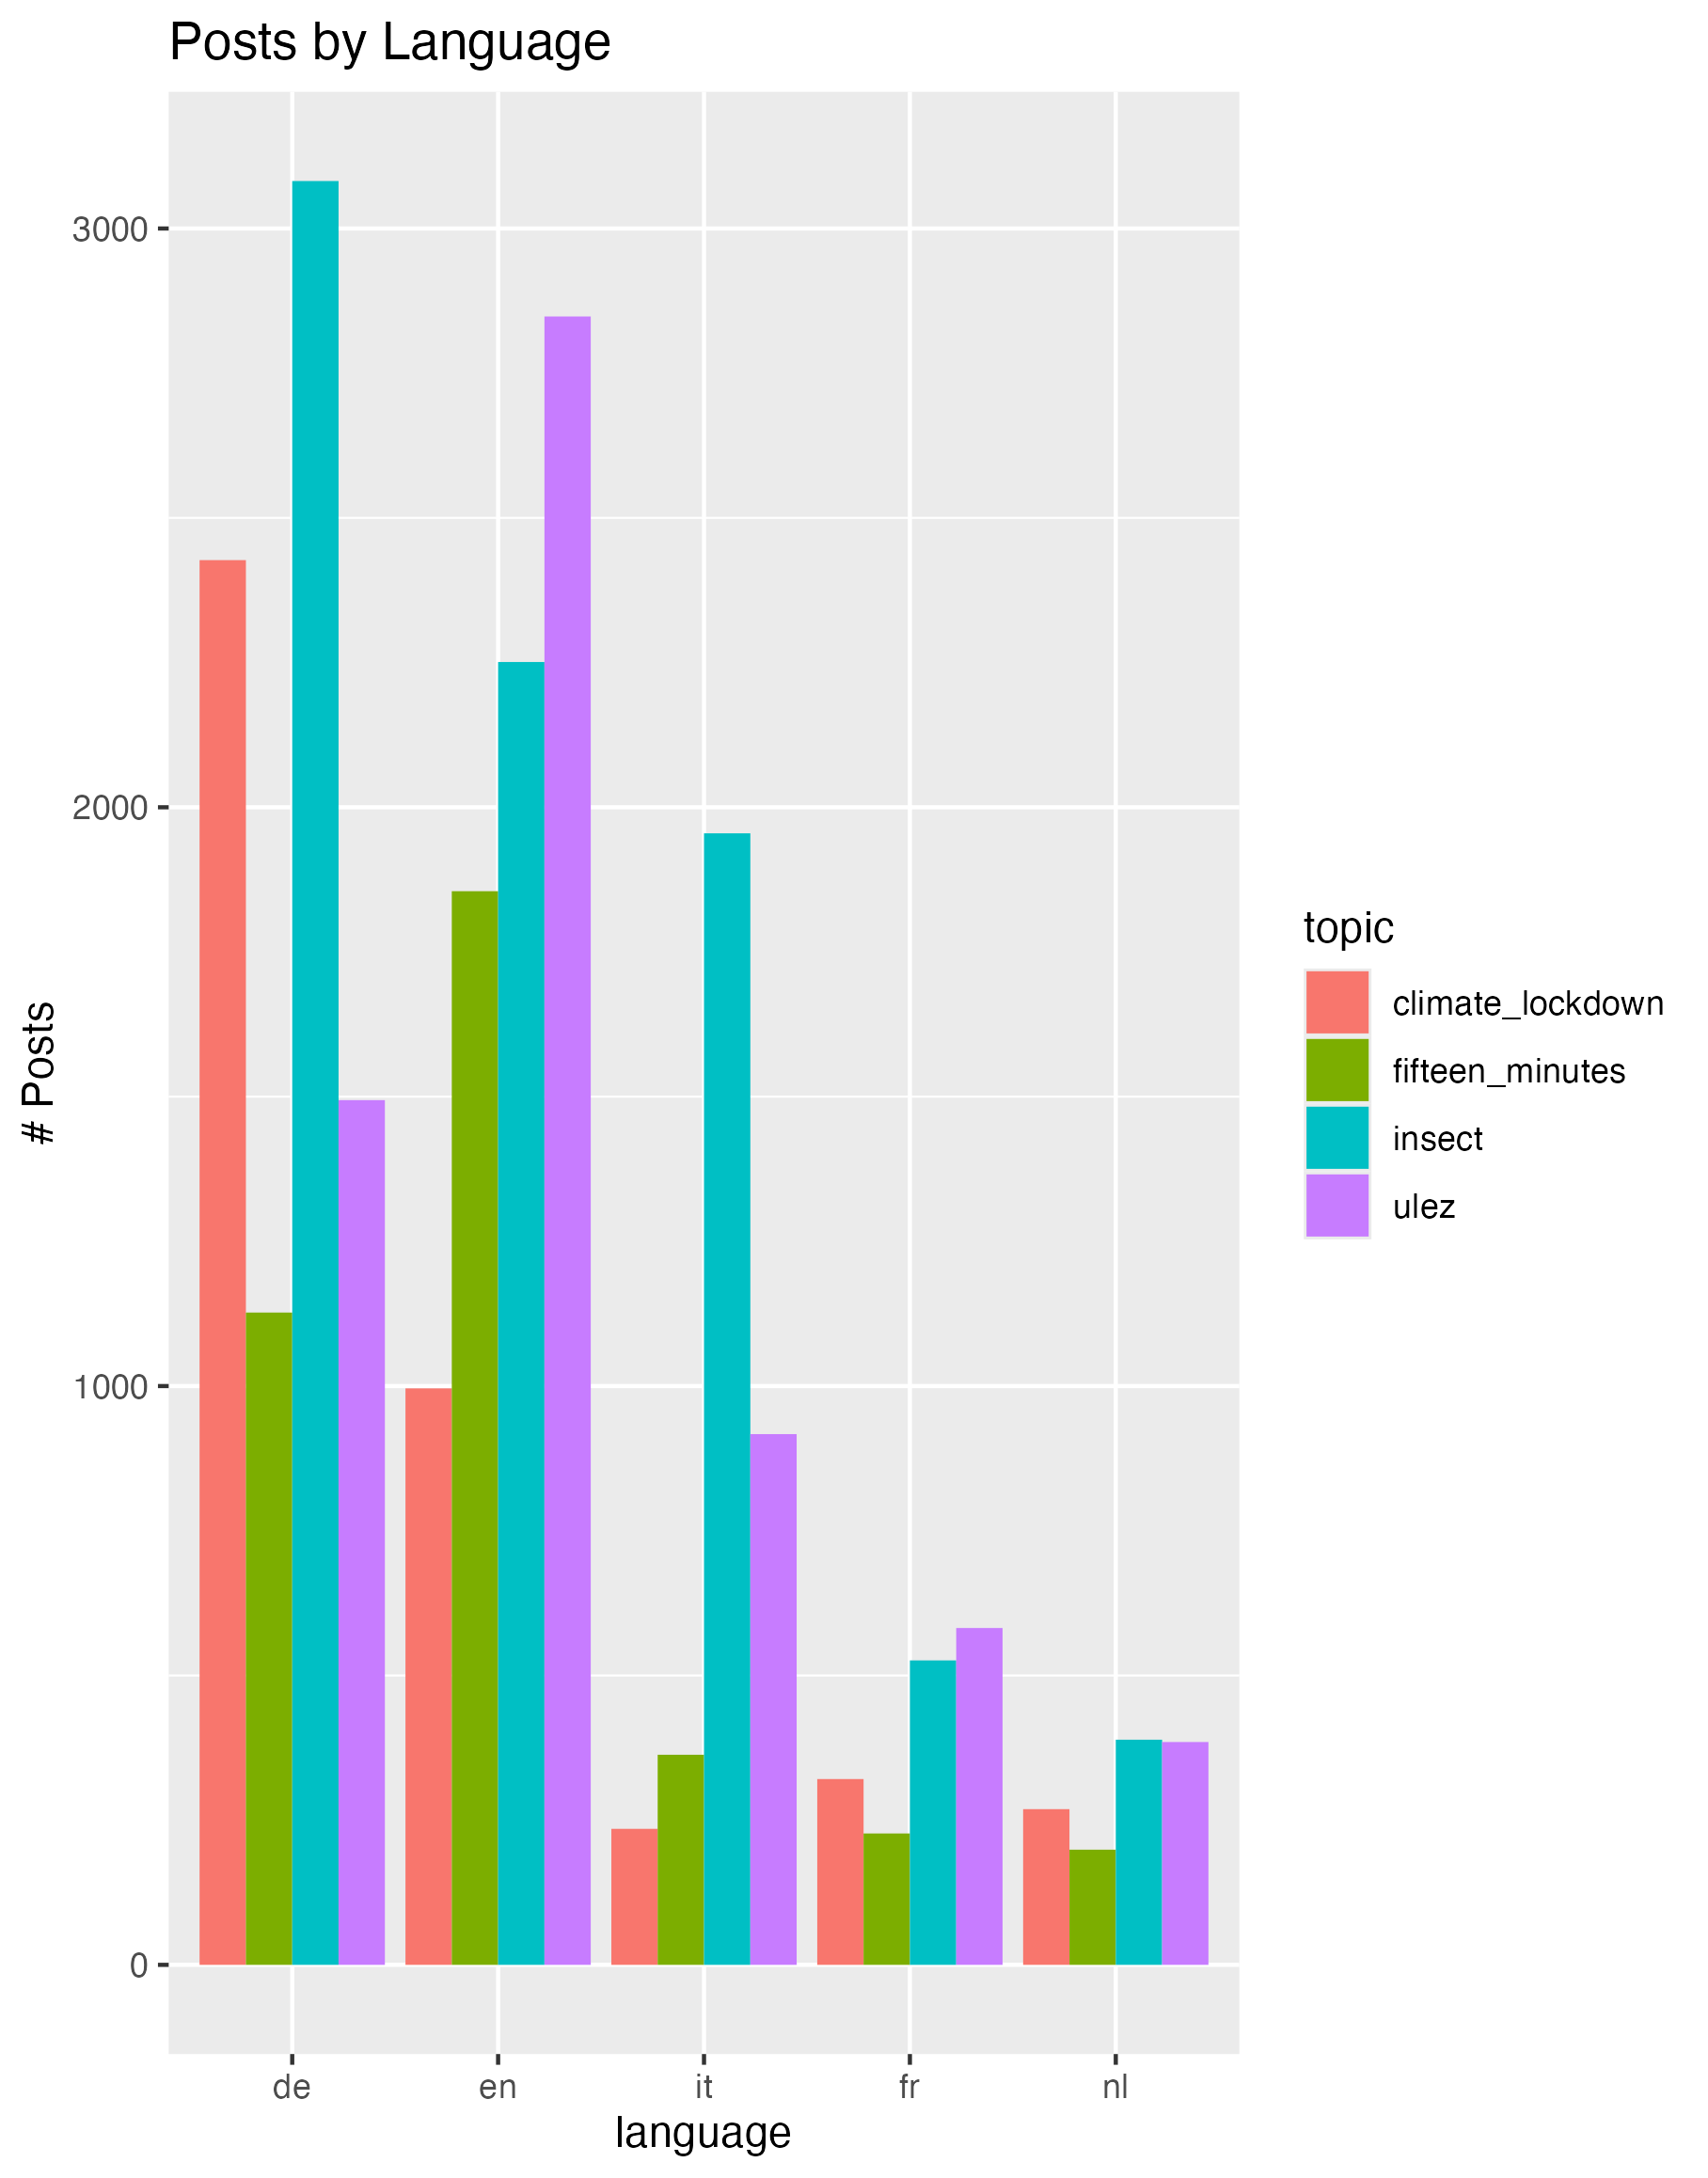 Posts by Language
# Posts
3000
2000
1000
0
de
en
it
fr
nl
language
topic
climate_lockdown
fifteen_minutes
insect
ulez